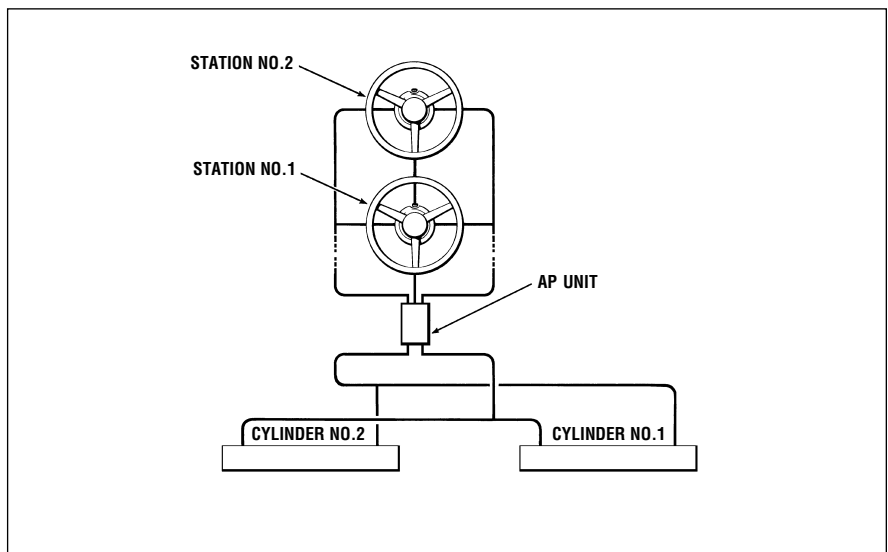 STATION NO.2
STATION NO.1
AP UNIT
CYLINDER NO.2
CYLINDER NO.1